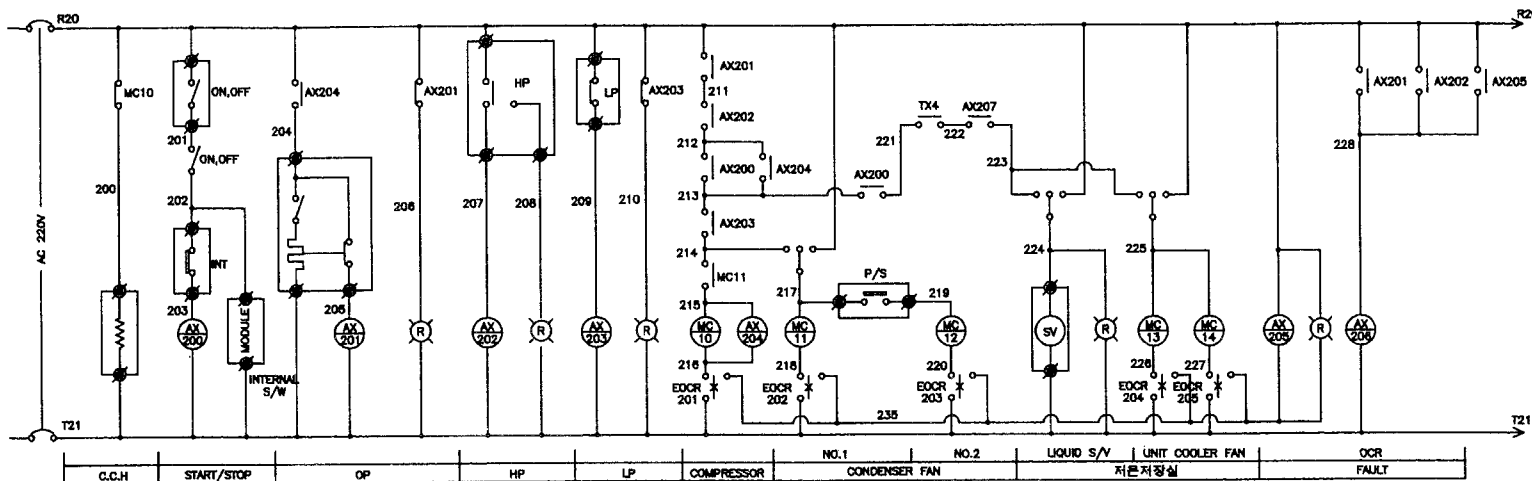 R20
R20
MC10
ON,OFF
AX204
AX201
HP
LP
AX203
AX201
211
AX202
TX4
AX207
222
AX201
AX202
AX205
201
204
221
228
ON,OFF
212
AX200
AX204
AX200
223
200
202
206
207
208
209
210
213
AX203
AC 220V
INT
214
224
225
MC11
P/S
203
205
215
217
219
MODULE
AX
200
AX
201
R
AX
202
R
AX
203
R
MC
10
AX
204
MC
11
MC
12
SV
R
MC
13
MC
14
AX
205
R
AX
206
INTERNAL
S/W
216
218
220
226
227
EOCR
201
EOCR
202
EOCR
203
EOCR
204
EOCR
205
235
T21
T21
NO.1
NO.2
LIQUID S/V
UNIT COOLER FAN
OCR
C.C.H
START/STOP
OP
HP
LP
COMPRESSOR
CONDENSER FAN
저온저장실
FAULT